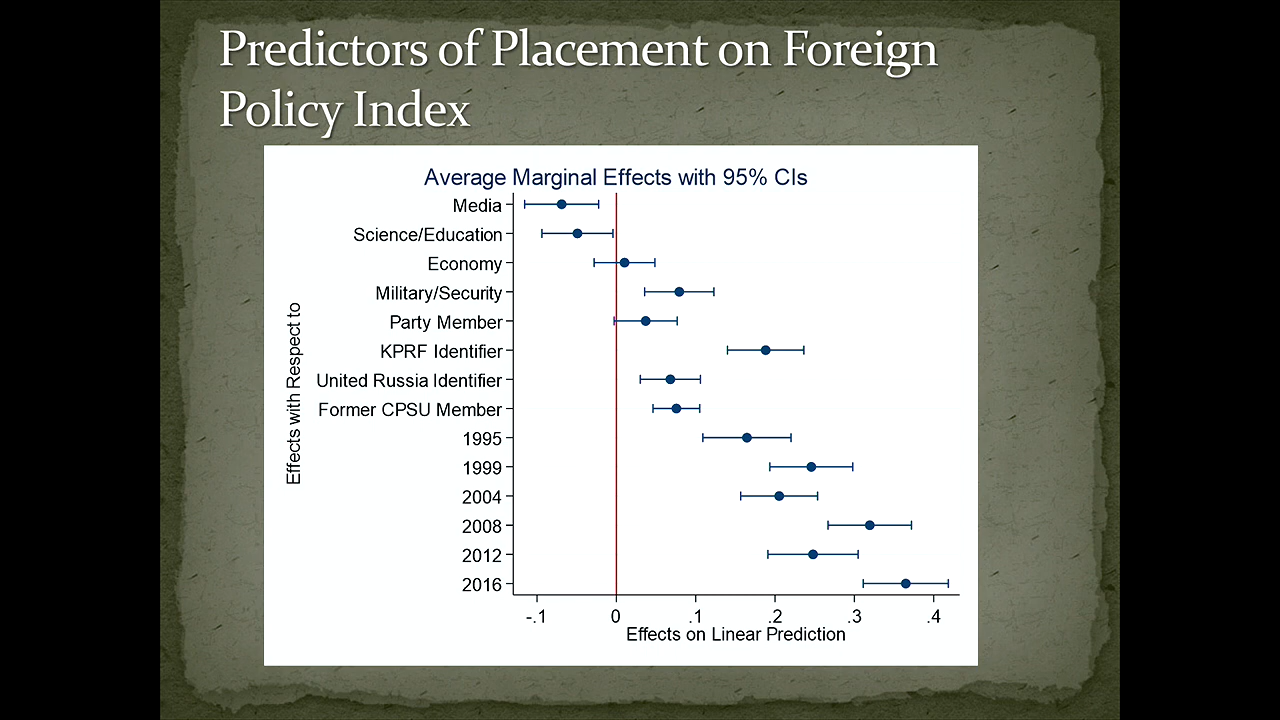 Predictors of Placement on Foreign
Policy Index
Average Marginal Effects with 95% CIs
Effects with Respect to
Media
Science/Education
Economy
Military/Security
Party Member
KPRF Identifier
United Russia Identifier
Former CPSU Member
1995
1999
2004
2008
2012
2016
-.1 0 .1 .2 .3 .4
Effects on Linear Prediction